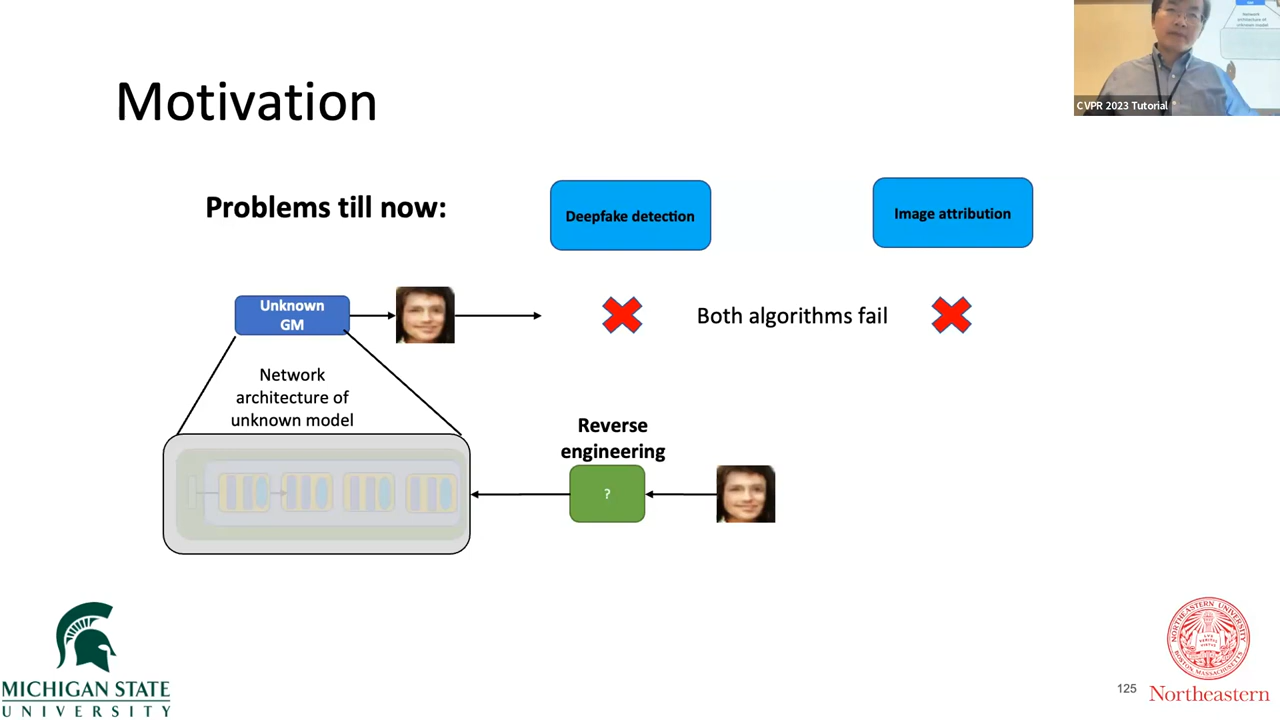 Motivation
CVPR 2023 Tutorial
Problems till now:
Deepfake detection
Image attribution
Unknown
GM
Both algorithms fail
Network
architecture of
unknown model
Reverse
engineering
?
MICHIGAN STATE
UNIVERSITY
125
Northeastern